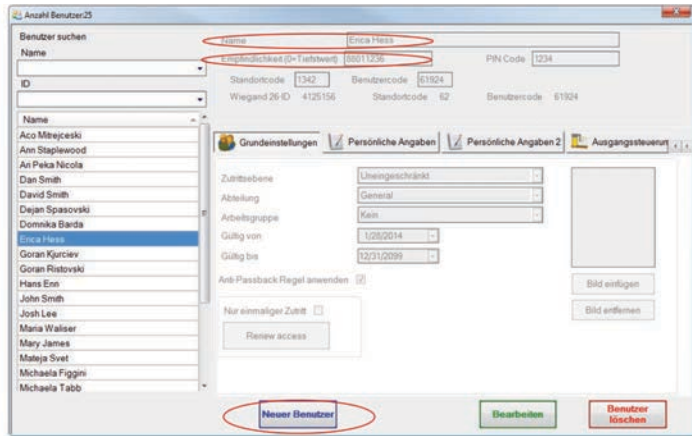 Anzahl Benutzer:25
Benutzer suchen
Name
ID
Name
Aco Mitrejceski
Ann Staplewood
Ari Peka Nicola
Dan Smith
David Smith
Dejan Spasovski
Domnika Barda
Erica Hess
Goran Kjurciev
Goran Ristovski
Hans Enn
John Smith
Josh Lee
Maria Waliser
Mary James
Mateja Svet
Michaela Figgini
Michaela Tabb
Name Erica Hess
Empfindlichkeit (0=Tiefstwert) 88011236 PIN Code 1234
Standortcode 1342 Benutzercode 61924
Wiegand 26 ID 4125156 Standortcode 62 Benutzercode 61924
Grundeinstellungen Persönliche Angaben Persönliche Angaben 2 Ausgangssteuerun
Zutrittsebene Uneingeschränkt
Abteilung General
Arbeitsgruppe Kein
Gültig von 1/28/2014
Gültig bis 12/31/2099
Anti-Passback Regel anwenden
Bild einfügen
Nur einmaliger Zutritt
Bild entfernen
Renew access
Neuer Benutzer Bearbeiten Benutzer
löschen